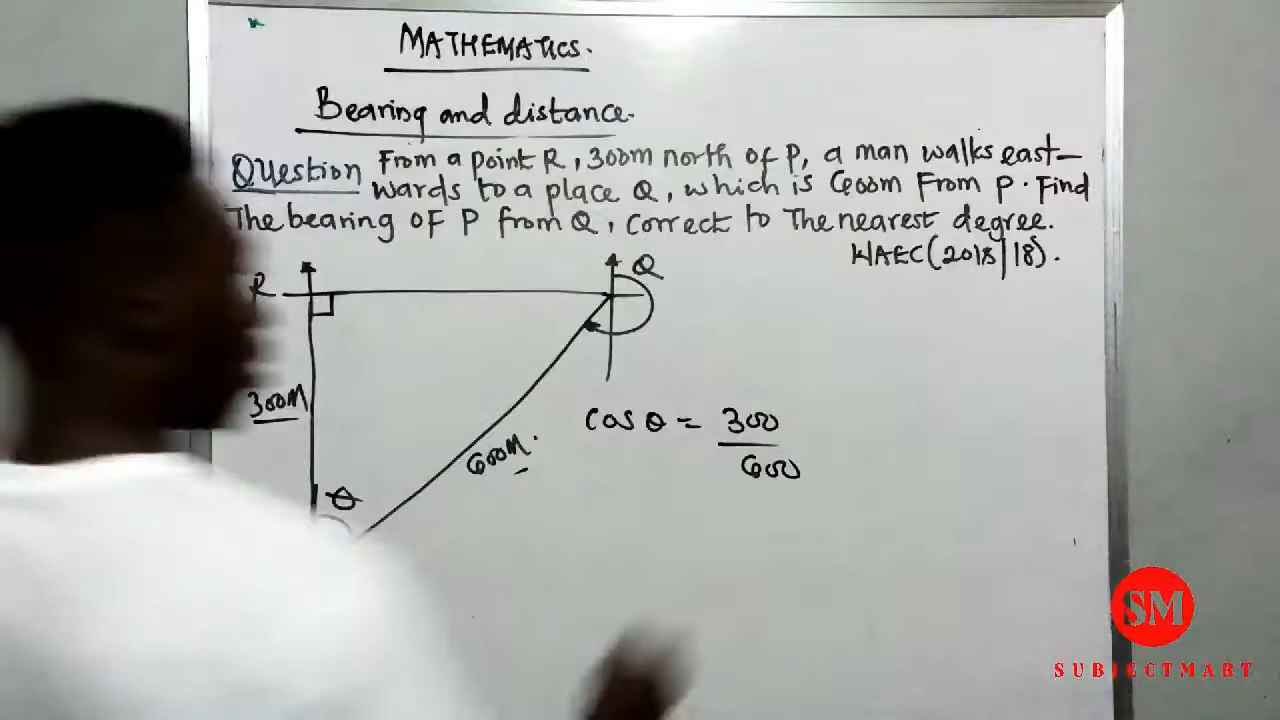 MATHEMATICS.
Bearing and distance.
Question From a point R, 300m north of P, a man walks east-
wards to a place Q, which is 600m From P. Find
The bearing of P from Q, correct to The nearest degree.
WAEC (2018/18).
R
Q
300M
600M.
θ
cos θ = 300
600
SM
SUBJECTMART